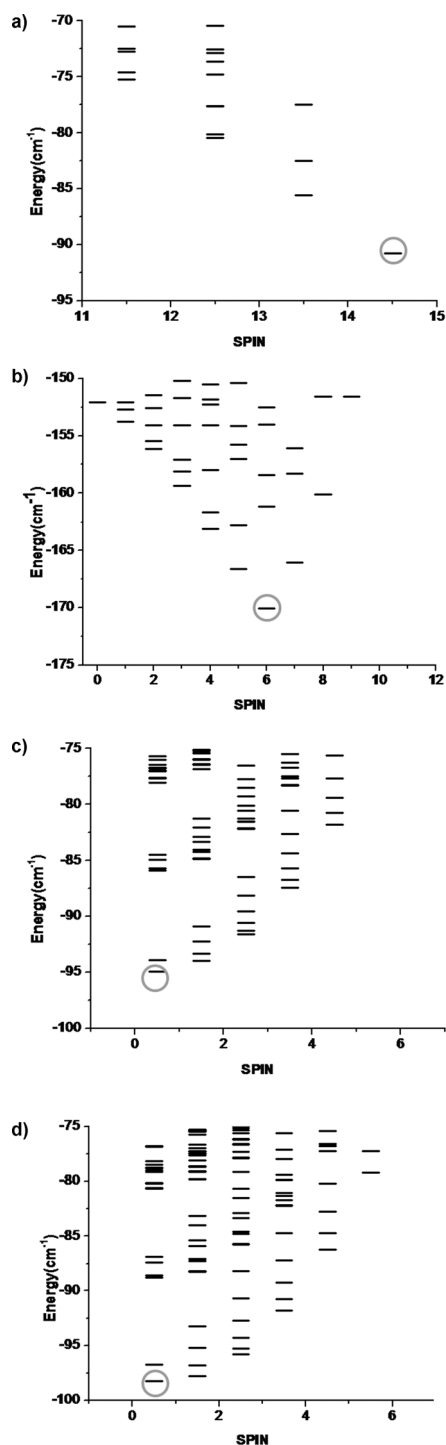 a)
-70
-75
-80
-85
-90
-95
Energy(cm⁻¹)
11 12 13 14 15
SPIN
b)
-150
-155
-160
-165
-170
-175
Energy(cm⁻¹)
0 2 4 6 8 10 12
SPIN
c)
-75
-80
-85
-90
-95
-100
Energy(cm⁻¹)
0 2 4 6
SPIN
d)
-75
-80
-85
-90
-95
-100
Energy(cm⁻¹)
0 2 4 6
SPIN